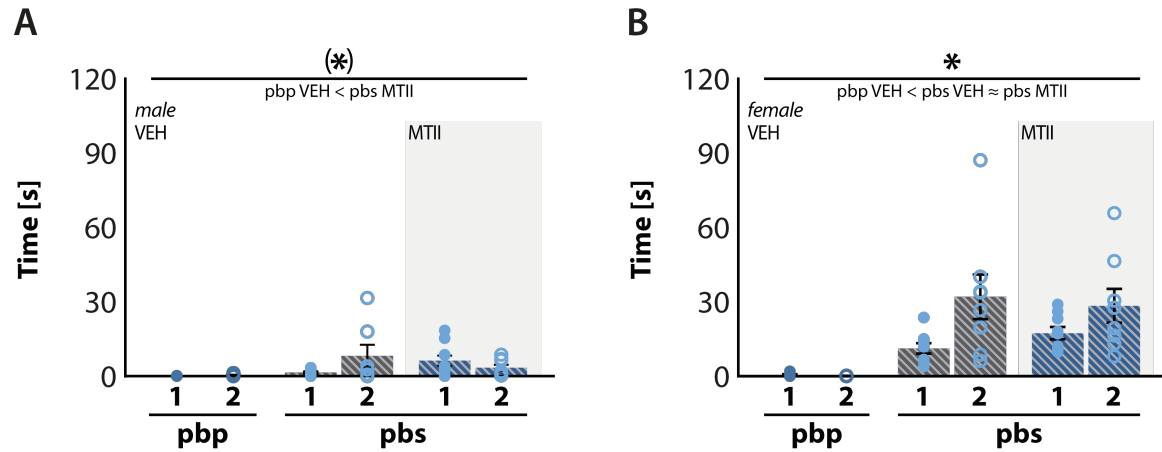 A
(*)
120
pbp VEH < pbs MTII
male
VEH
MTII
90
60
30
0
Time [s]
1 2 1 2 1 2
pbp pbs
B
*
120
pbp VEH < pbs VEH ≈ pbs MTII
female
VEH
MTII
90
60
30
0
Time [s]
1 2 1 2 1 2
pbp pbs